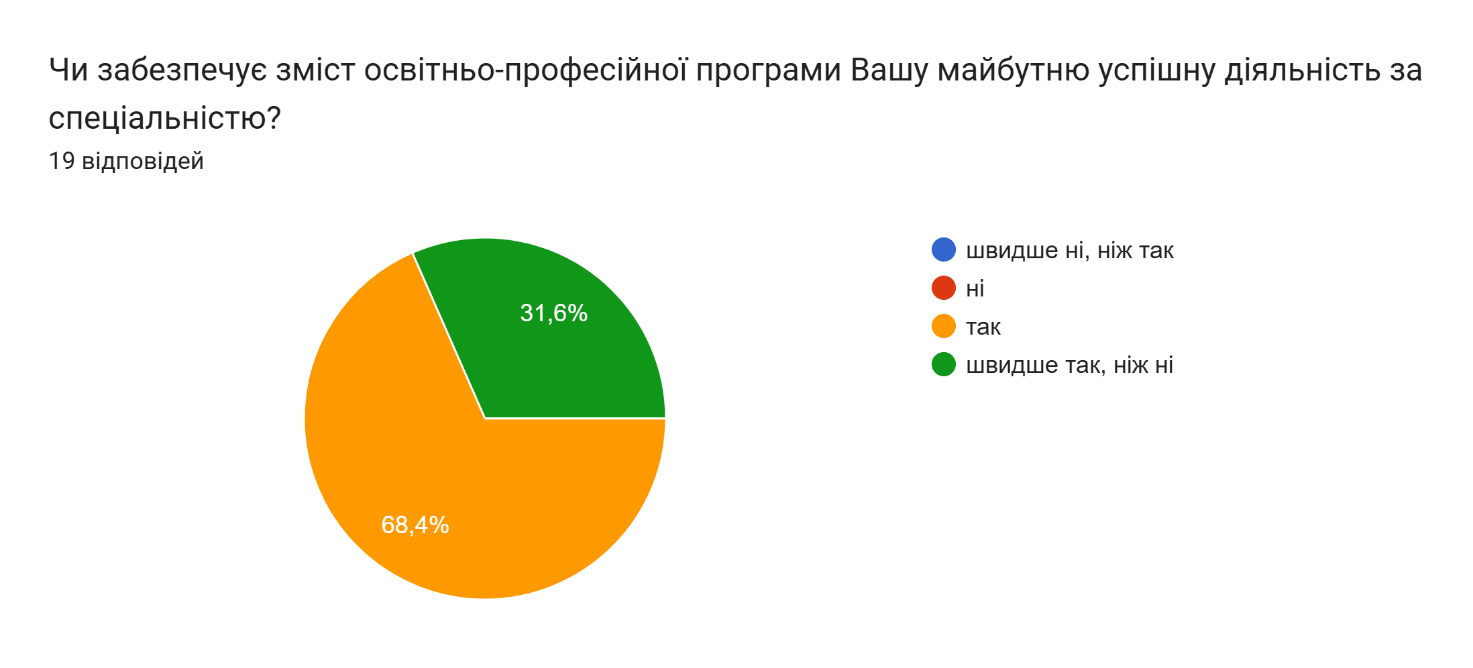 Чи забезпечує зміст освітньо-професійної програми Вашу майбутню успішну діяльність за
спеціальністю?
19 відповідей
швидше ні, ніж так
ні
так
швидше так, ніж ні
31,6%
68,4%